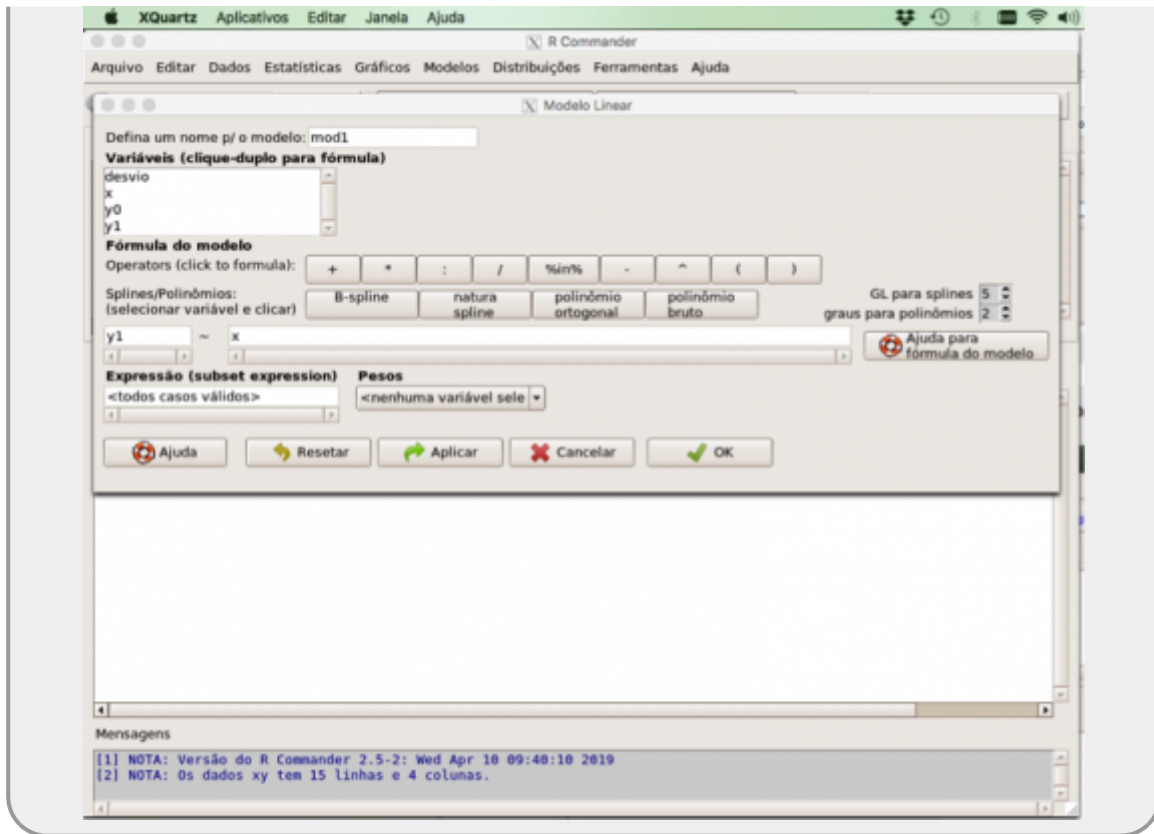 XQuartz Aplicativos Editar Janela Ajuda
R Commander
Arquivo Editar Dados Estatísticas Gráficos Modelos Distribuições Ferramentas Ajuda
Modelo Linear
Defina um nome p/ o modelo: mod1
Variáveis (clique-duplo para fórmula)
desvio
x
y0
y1
Fórmula do modelo
Operators (click to formula): + * : / %in% - ^ ( )
Splines/Polinômios:
(selecionar variável e clicar)
B-spline
natura
spline
polinômio
ortogonal
polinômio
bruto
GL para splines 5
graus para polinômios 2
y1 ~ x
Ajuda para
fórmula do modelo
Expressão (subset expression) Pesos
<todos casos válidos> <nenhuma variável sele
Ajuda Resetar Aplicar Cancelar OK
Mensagens
[1] NOTA: Versão do R Commander 2.5-2: Wed Apr 10 09:40:10 2019
[2] NOTA: Os dados xy tem 15 linhas e 4 colunas.